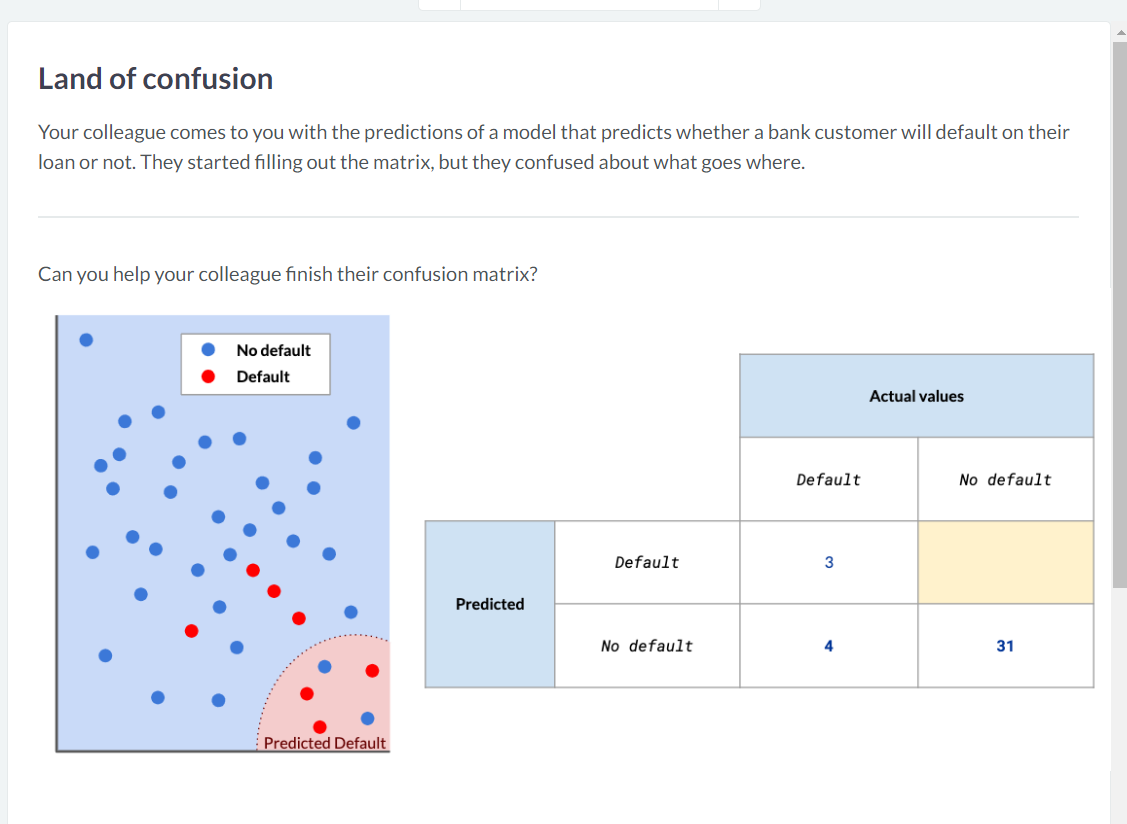 Land of confusion
Your colleague comes to you with the predictions of a model that predicts whether a bank customer will default on their
loan or not. They started filling out the matrix, but they confused about what goes where.
Can you help your colleague finish their confusion matrix?
No default
Default
Predicted Default
Actual values
Default No default
Predicted
Default 3
No default 4 31